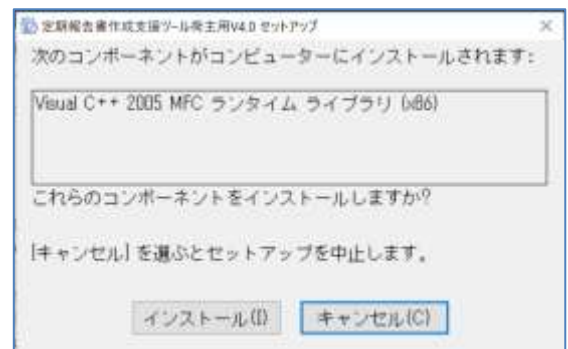 定期報告書作成支援ツール荷主用V4.0 セットアップ
次のコンポーネントがコンピューターにインストールされます:
Visual C++ 2005 MFC ランタイム ライブラリ (x86)
これらのコンポーネントをインストールしますか?
[キャンセル] を選ぶとセットアップを中止します。
インストール(I)
キャンセル(C)